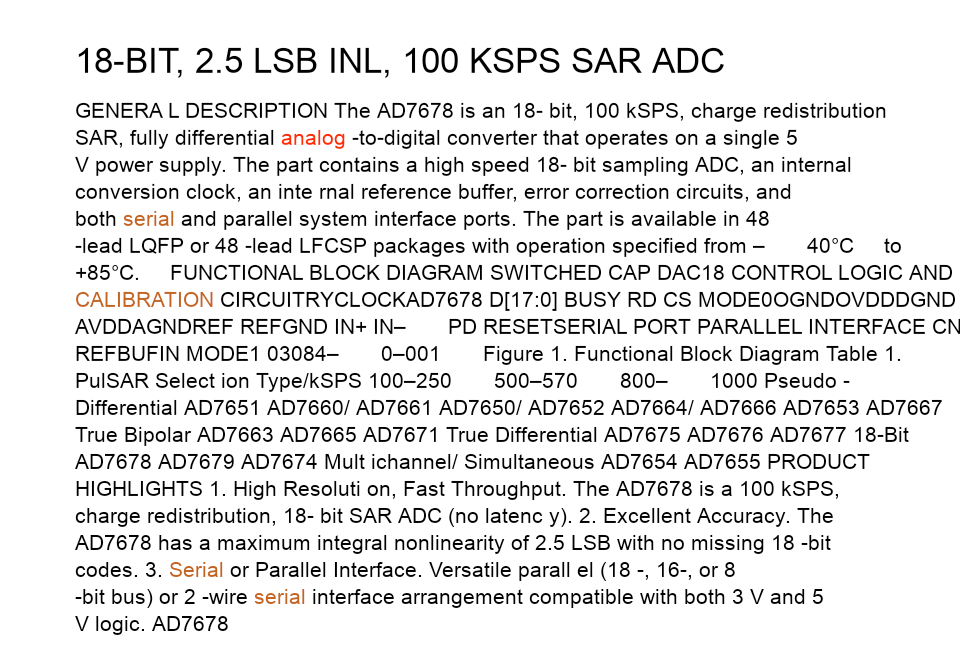 18-BIT, 2.5 LSB INL, 100 KSPS SAR ADC
GENERA L DESCRIPTION The AD7678 is an 18- bit, 100 kSPS, charge redistribution
SAR, fully differential analog -to-digital converter that operates on a single 5
V power supply. The part contains a high speed 18- bit sampling ADC, an internal
conversion clock, an inte rnal reference buffer, error correction circuits, and
both serial and parallel system interface ports. The part is available in 48
-lead LQFP or 48 -lead LFCSP packages with operation specified from – 40°C to
+85°C. FUNCTIONAL BLOCK DIAGRAM SWITCHED CAP DAC18 CONTROL LOGIC AND
CALIBRATION CIRCUITRYCLOCKAD7678 D[17:0] BUSY RD CS MODE0OGNDOVDDDGND
AVDDAGNDREF REFGND IN+ IN– PD RESETSERIAL PORT PARALLEL INTERFACE CN
REFBUFIN MODE1 03084– 0–001 Figure 1. Functional Block Diagram Table 1.
PulSAR Select ion Type/kSPS 100–250 500–570 800– 1000 Pseudo -
Differential AD7651 AD7660/ AD7661 AD7650/ AD7652 AD7664/ AD7666 AD7653 AD7667
True Bipolar AD7663 AD7665 AD7671 True Differential AD7675 AD7676 AD7677 18-Bit
AD7678 AD7679 AD7674 Mult ichannel/ Simultaneous AD7654 AD7655 PRODUCT
HIGHLIGHTS 1. High Resoluti on, Fast Throughput. The AD7678 is a 100 kSPS,
charge redistribution, 18- bit SAR ADC (no latenc y). 2. Excellent Accuracy. The
AD7678 has a maximum integral nonlinearity of 2.5 LSB with no missing 18 -bit
codes. 3. Serial or Parallel Interface. Versatile parall el (18 -, 16-, or 8
-bit bus) or 2 -wire serial interface arrangement compatible with both 3 V and 5
V logic. AD7678